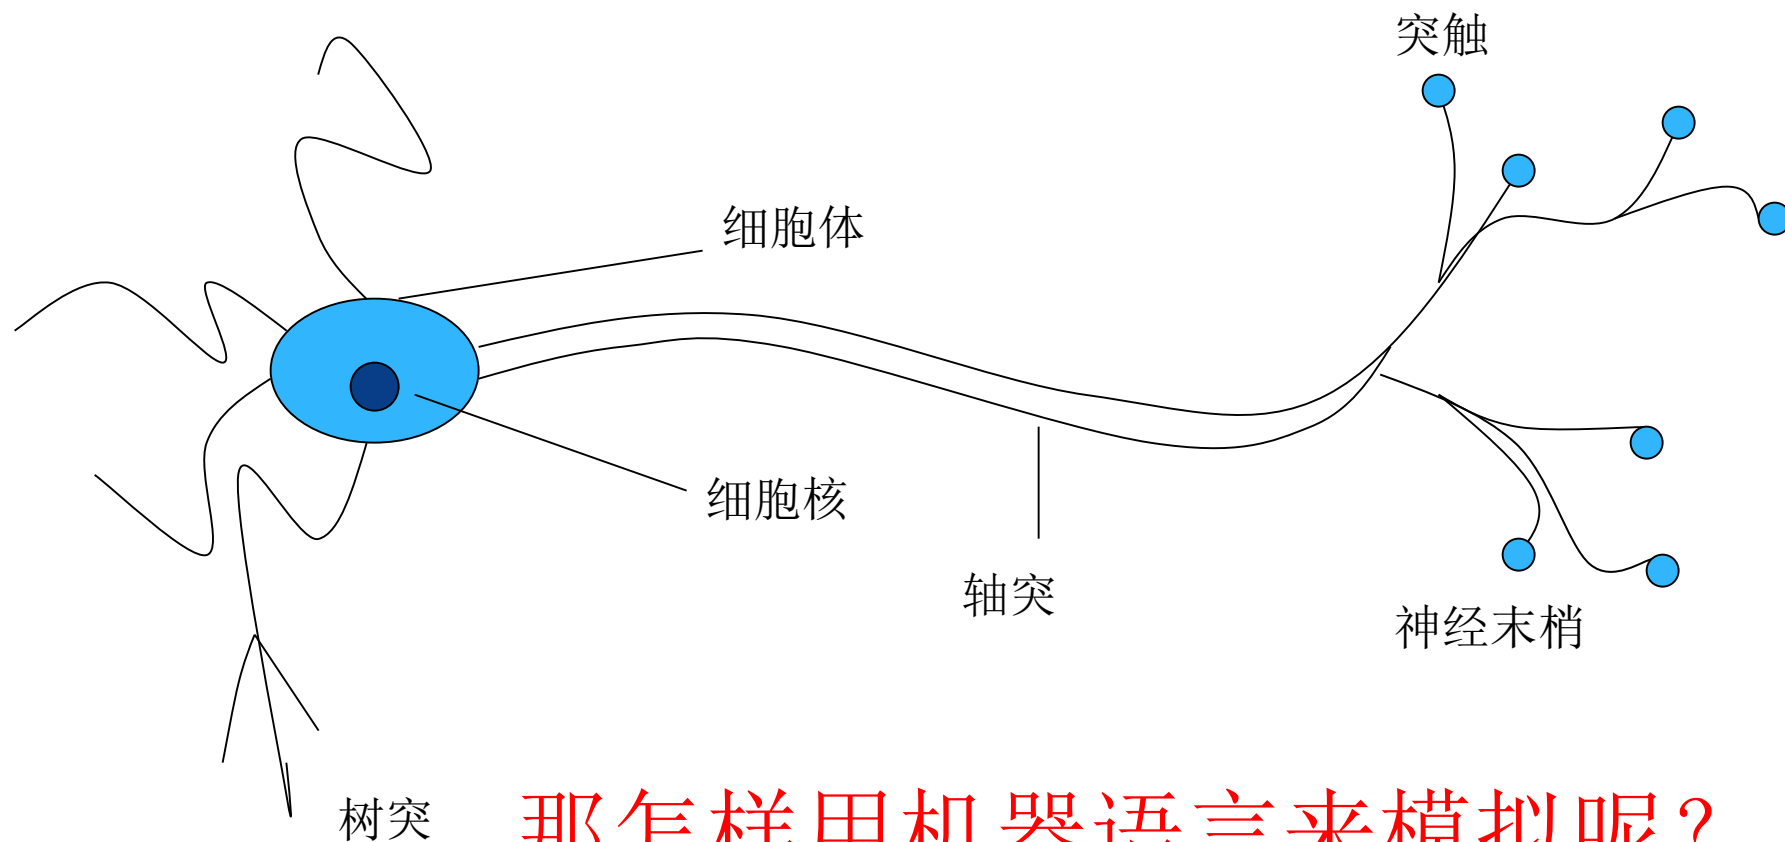 突触
细胞体
细胞核
轴突
神经末梢
树突
那怎样用机器语言来模拟呢？